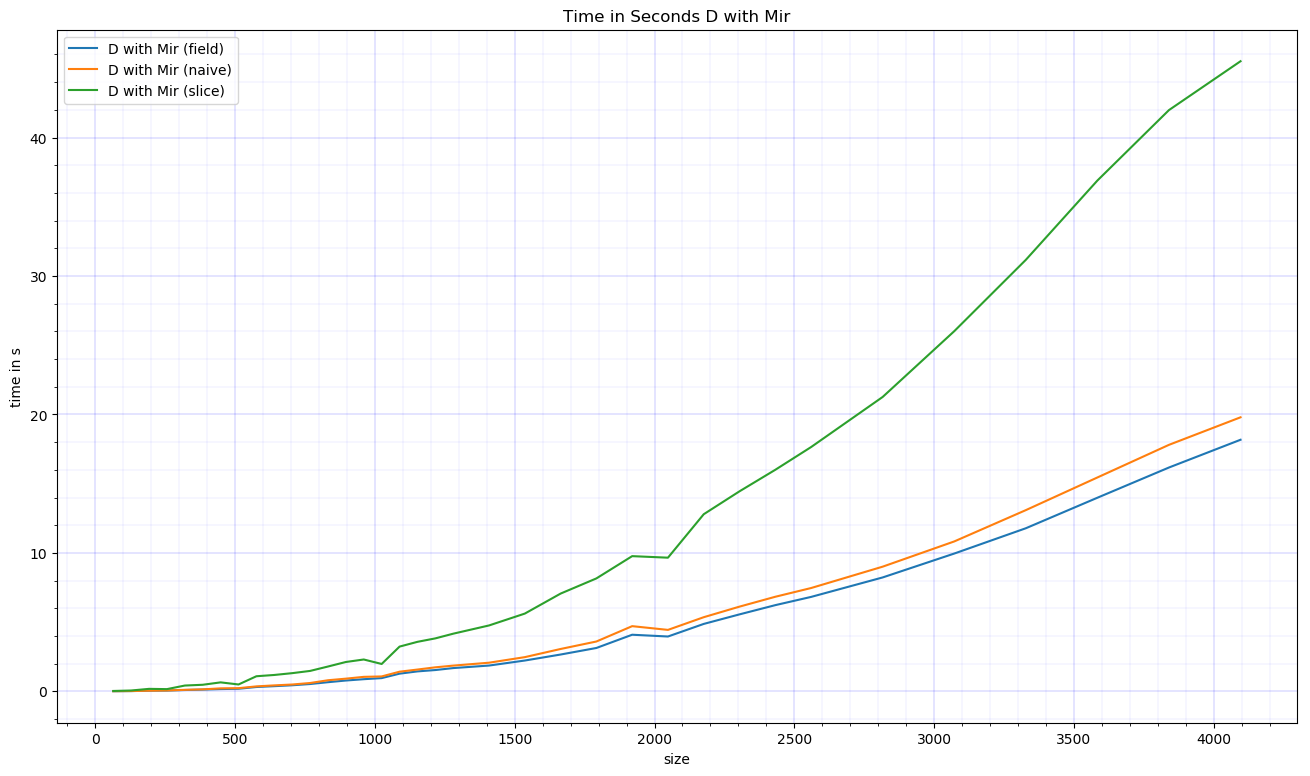 Time in Seconds D with Mir
D with Mir (field)
D with Mir (naive)
D with Mir (slice)
40
30
20
10
0
time in s
0 500 1000 1500 2000 2500 3000 3500 4000
size